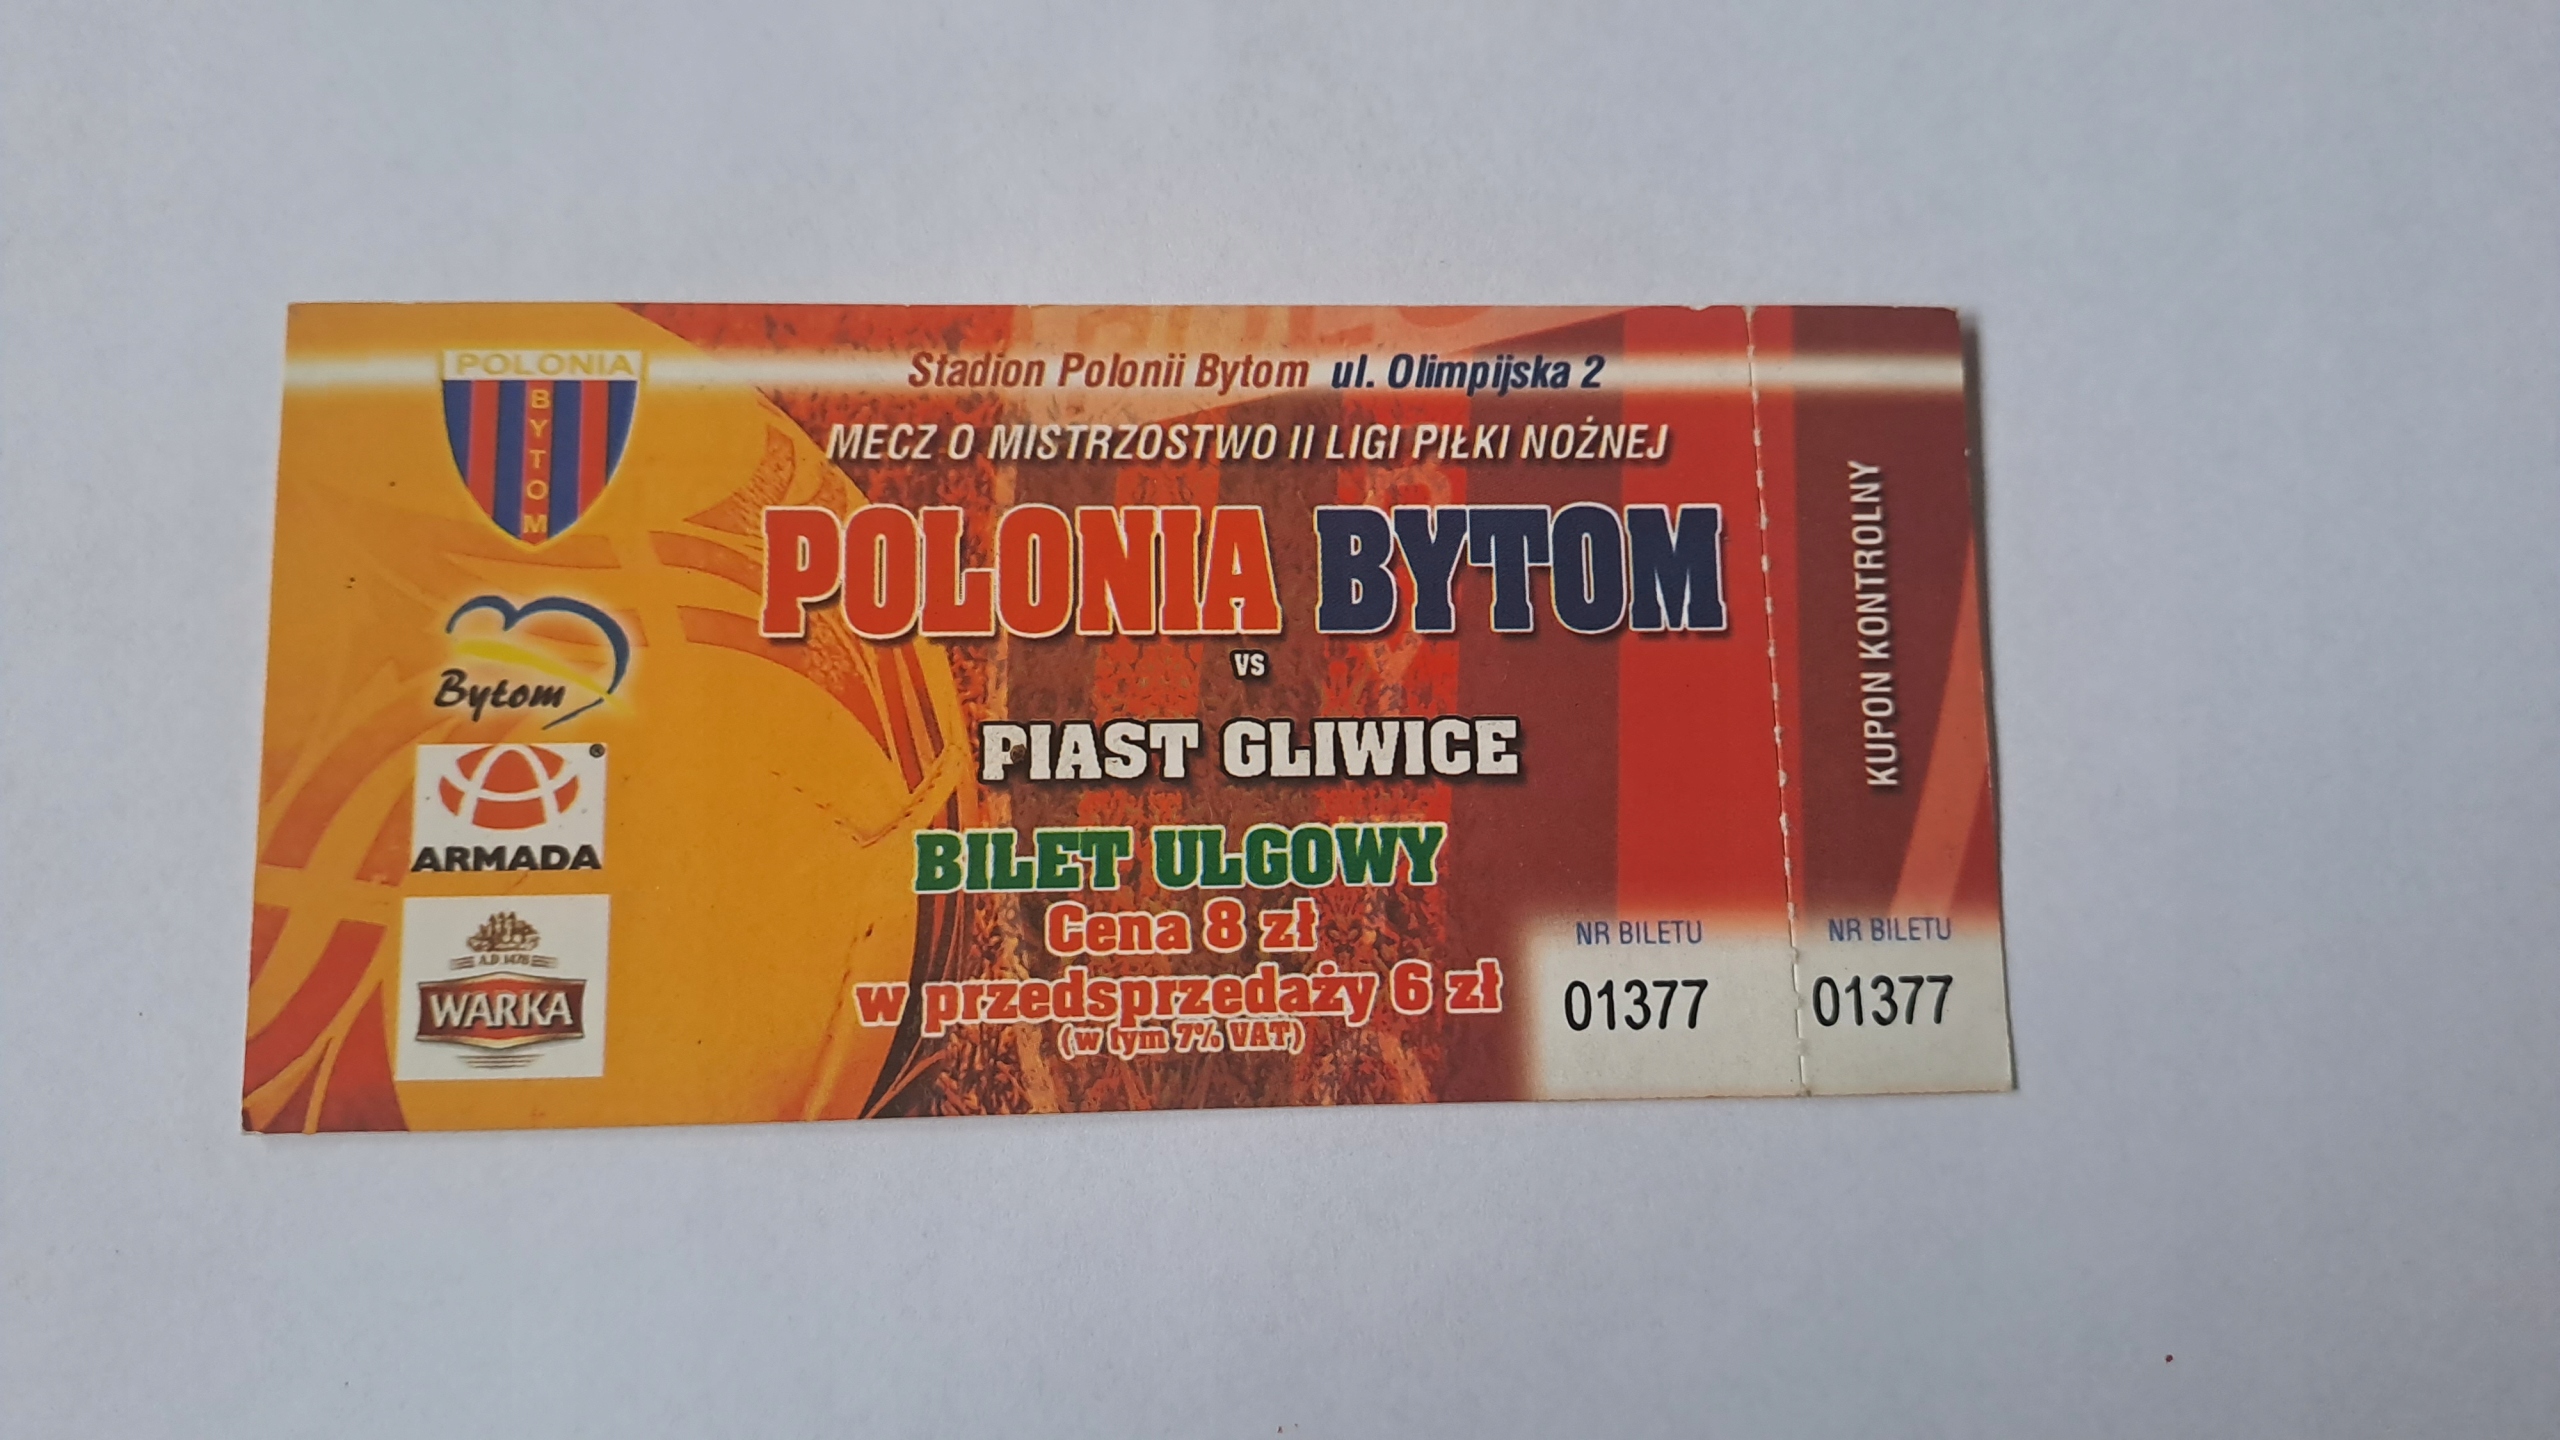 POLONIA
BYTOM
Stadion Polonii Bytom ul. Olimpijska 2
MECZ O MISTRZOSTWO II LIGI PIŁKI NOŻNEJ
POLONIA BYTOM
vs
PIAST GLIWICE
BILET ULGOWY
Cena 8 zł
w przedsprzedaży 6 zł
(w tym 7% VAT)
Bytom
®
ARMADA
A.D. 1478
WARKA
NR BILETU
01377
KUPON KONTROLNY
NR BILETU
01377